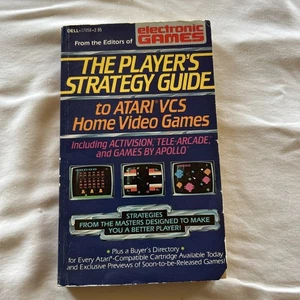 DELL
From the Editors of
electronic
GAMES
THE PLAYER'S
STRATEGY GUIDE
to ATARI VCS
Home Video Games
Including ACTIVISION, TELE-ARCADE,
and GAMES BY APOLLO
STRATEGIES
FROM THE MASTERS DESIGNED TO MAKE
YOU A BETTER PLAYER!
• Plus a Buyer's Directory •
for Every Atari®-Compatible Cartridge Available Today
and Exclusive Previews of Soon-to-be-Released Games!